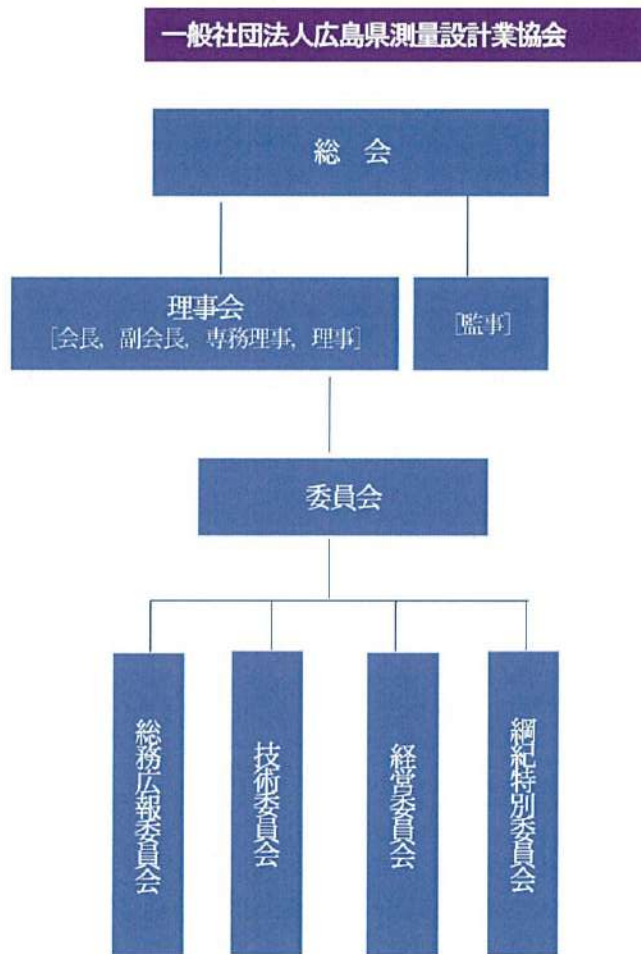 一般社団法人広島県測量設計業協会
総　会
理事会
[会長，副会長，専務理事，理事]
[監事]
委員会
総務広報委員会
技術委員会
経営委員会
綱紀特別委員会